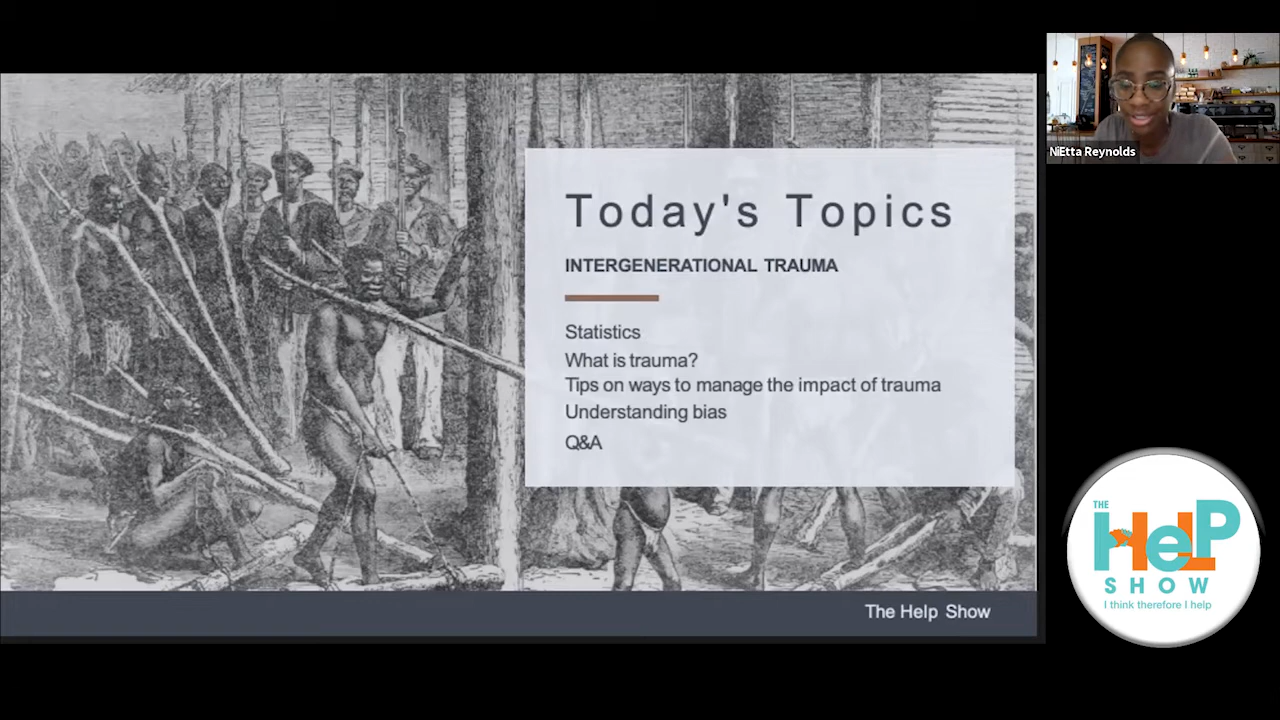 Today's Topics
INTERGENERATIONAL TRAUMA
Statistics
What is trauma?
Tips on ways to manage the impact of trauma
Understanding bias
Q&A
The Help Show
NiEtta Reynolds
THE
HeLP
SHOW
I think therefore I help